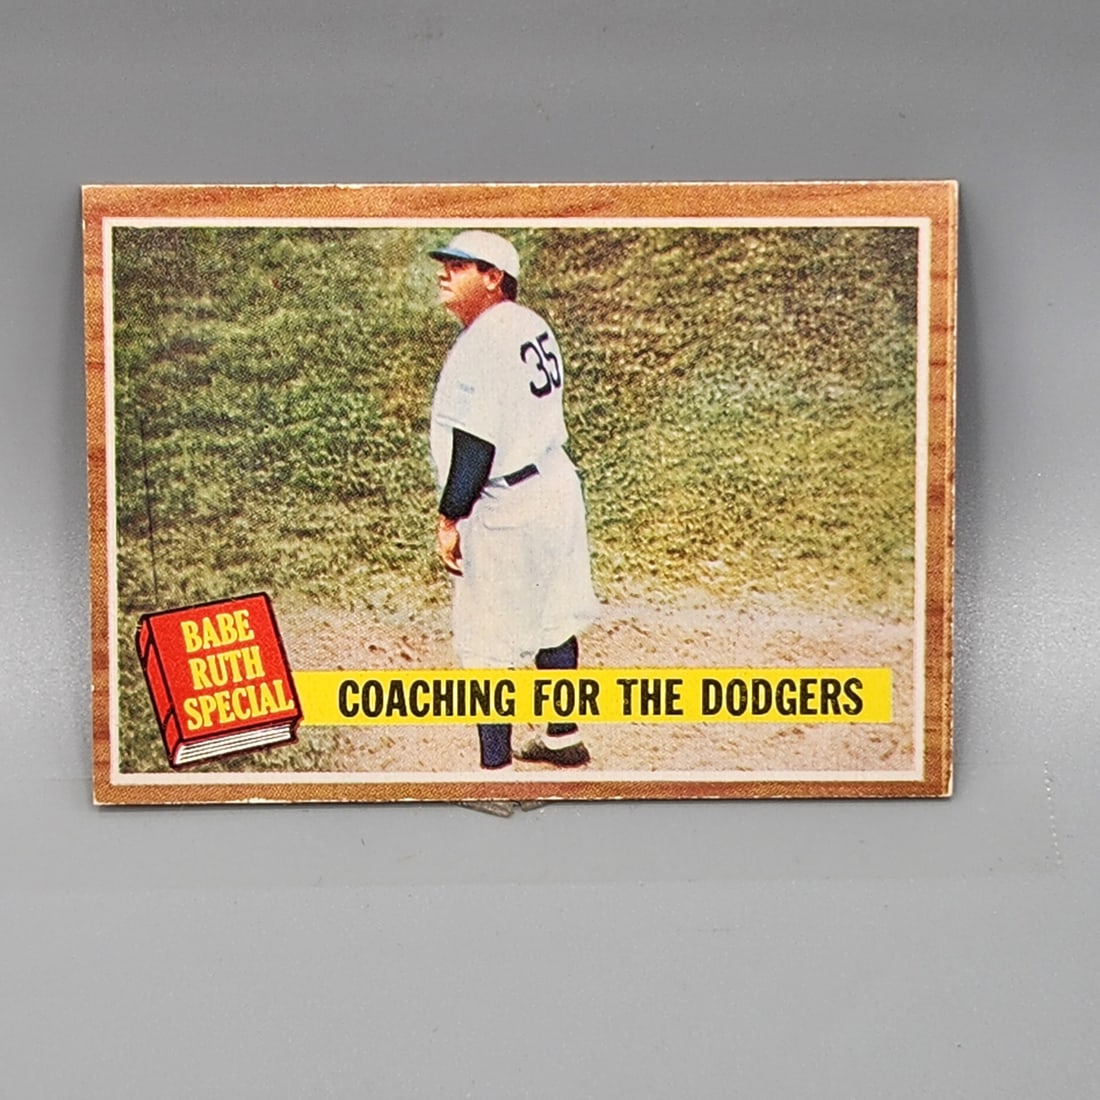 35
BABE
RUTH
SPECIAL
COACHING FOR THE DODGERS